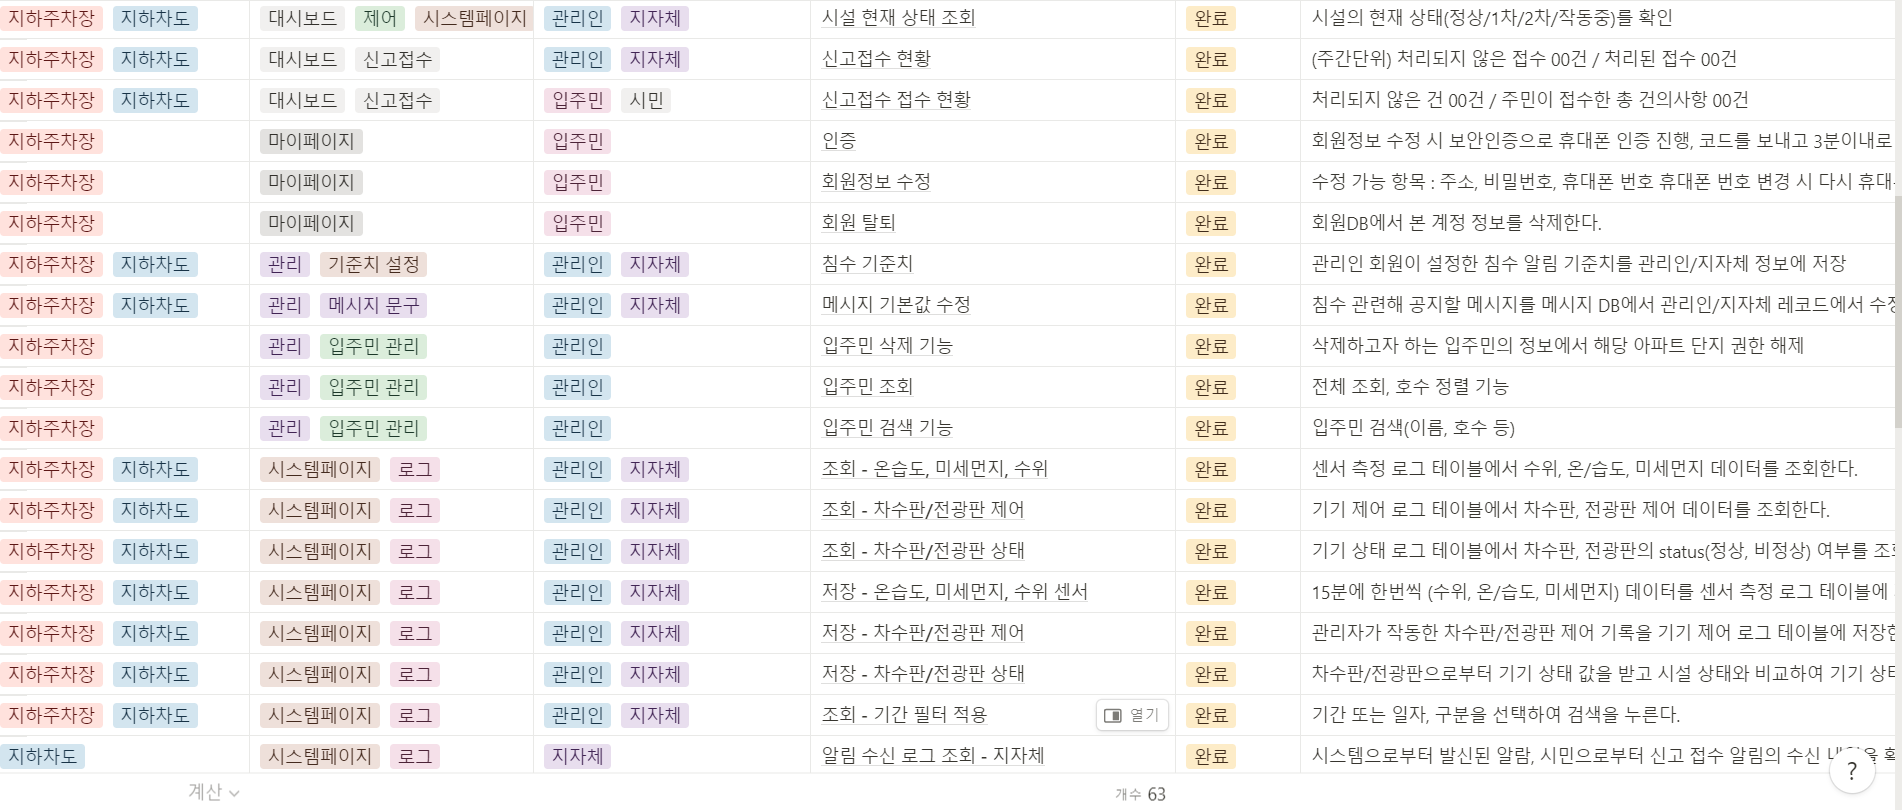 지하주차장 지하차도 대시보드 제어 시스템페이지 관리인 지자체 시설 현재 상태 조회 완료 시설의 현재 상태(정상/1차/2차/작동중)를 확인
지하주차장 지하차도 대시보드 신고접수 관리인 지자체 신고접수 현황 완료 (주간단위) 처리되지 않은 접수 00건 / 처리된 접수 00건
지하주차장 지하차도 대시보드 신고접수 입주민 시민 신고접수 접수 현황 완료 처리되지 않은 건 00건 / 주민이 접수한 총 건의사항 00건
지하주차장 마이페이지 입주민 인증 완료 회원정보 수정 시 보안인증으로 휴대폰 인증 진행, 코드를 보내고 3분이내로
지하주차장 마이페이지 입주민 회원정보 수정 완료 수정 가능 항목 : 주소, 비밀번호, 휴대폰 번호 휴대폰 번호 변경 시 다시 휴대
지하주차장 마이페이지 입주민 회원 탈퇴 완료 회원DB에서 본 계정 정보를 삭제한다.
지하주차장 지하차도 관리 기준치 설정 관리인 지자체 침수 기준치 완료 관리인 회원이 설정한 침수 알림 기준치를 관리인/지자체 정보에 저장
지하주차장 지하차도 관리 메시지 문구 관리인 지자체 메시지 기본값 수정 완료 침수 관련해 공지할 메시지를 메시지 DB에서 관리인/지자체 레코드에서 수정
지하주차장 관리 입주민 관리 관리인 입주민 삭제 기능 완료 삭제하고자 하는 입주민의 정보에서 해당 아파트 단지 권한 해제
지하주차장 관리 입주민 관리 관리인 입주민 조회 완료 전체 조회, 호수 정렬 기능
지하주차장 관리 입주민 관리 관리인 입주민 검색 기능 완료 입주민 검색(이름, 호수 등)
지하주차장 지하차도 시스템페이지 로그 관리인 지자체 조회 - 온습도, 미세먼지, 수위 완료 센서 측정 로그 테이블에서 수위, 온/습도, 미세먼지 데이터를 조회한다.
지하주차장 지하차도 시스템페이지 로그 관리인 지자체 조회 - 차수판/전광판 제어 완료 기기 제어 로그 테이블에서 차수판, 전광판 제어 데이터를 조회한다.
지하주차장 지하차도 시스템페이지 로그 관리인 지자체 조회 - 차수판/전광판 상태 완료 기기 상태 로그 테이블에서 차수판, 전광판의 status(정상, 비정상) 여부를 조회
지하주차장 지하차도 시스템페이지 로그 관리인 지자체 저장 - 온습도, 미세먼지, 수위 센서 완료 15분에 한번씩 (수위, 온/습도, 미세먼지) 데이터를 센서 측정 로그 테이블에
지하주차장 지하차도 시스템페이지 로그 관리인 지자체 저장 - 차수판/전광판 제어 완료 관리자가 작동한 차수판/전광판 제어 기록을 기기 제어 로그 테이블에 저장한
지하주차장 지하차도 시스템페이지 로그 관리인 지자체 저장 - 차수판/전광판 상태 완료 차수판/전광판으로부터 기기 상태 값을 받고 시설 상태와 비교하여 기기 상태
지하주차장 지하차도 시스템페이지 로그 관리인 지자체 조회 - 기간 필터 적용 열기 완료 기간 또는 일자, 구분을 선택하여 검색을 누른다.
지하차도 시스템페이지 로그 지자체 알림 수신 로그 조회 - 지자체 완료 시스템으로부터 발신된 알람, 시민으로부터 신고 접수 알림의 수신
계산 개수 63 ?